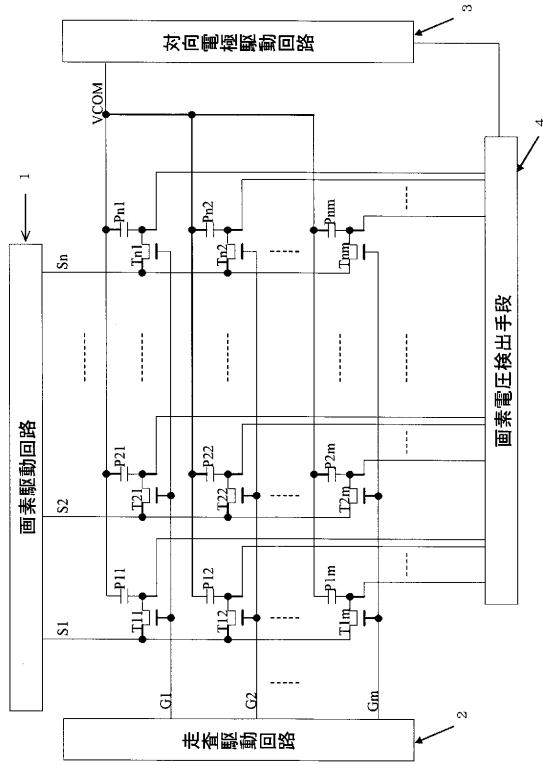 1
画素駆動回路
S1
S2
Sn
VCOM
対向電極駆動回路
3
P11
P21
Pn1
T11
T21
Tn1
G1
P12
P22
Pn2
T12
T22
Tn2
G2
P1m
P2m
Pnm
T1m
T2m
Tnm
Gm
走査駆動回路
2
画素電圧検出手段
4